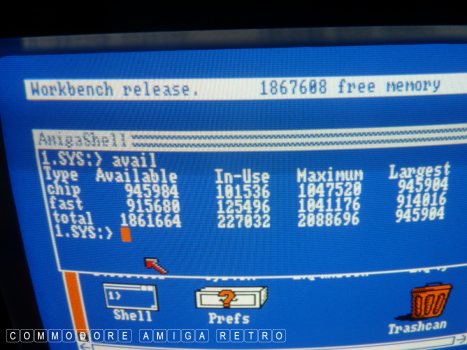 Workbench release. 1867608 free memory
AmigaShell
1.SYS:> avail
Type Available In-Use Maximum Largest
chip 945984 101536 1047520 945904
fast 915680 125496 1041176 914016
total 1861664 227032 2088696 945904
1.SYS:>
1>
?
Shell Prefs Trashcan
COMMODORE AMIGA RETRO